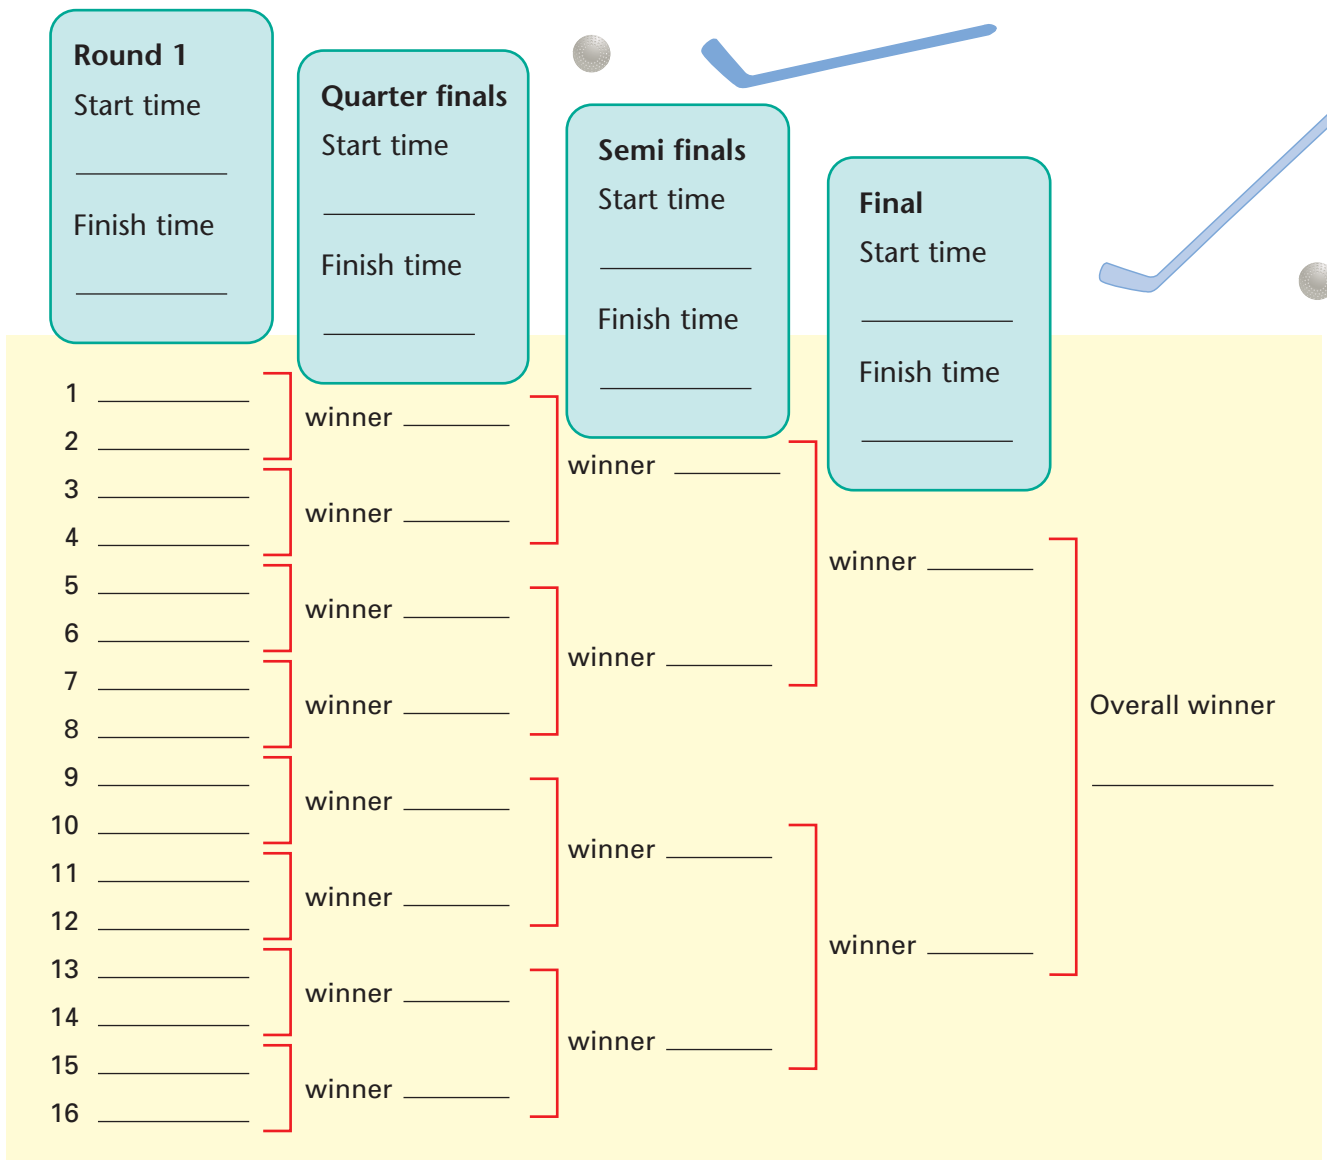 Round 1
Start time
Finish time
Quarter finals
Start time
Finish time
Semi finals
Start time
Finish time
Final
Start time
Finish time
1
2
3
4
5
6
7
8
9
10
11
12
13
14
15
16
winner
winner
winner
winner
winner
winner
winner
winner
winner
winner
winner
winner
winner
winner
Overall winner